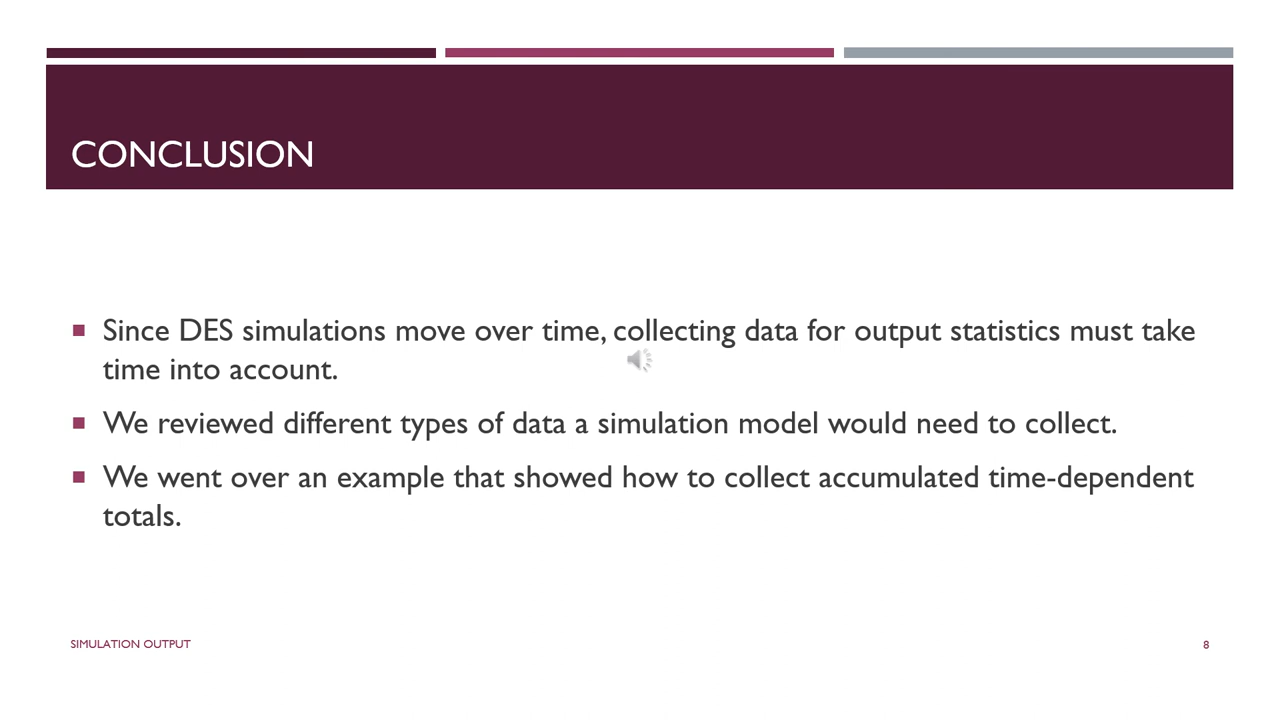 CONCLUSION
Since DES simulations move over time, collecting data for output statistics must take
time into account.
We reviewed different types of data a simulation model would need to collect.
We went over an example that showed how to collect accumulated time-dependent
totals.
SIMULATION OUTPUT
8